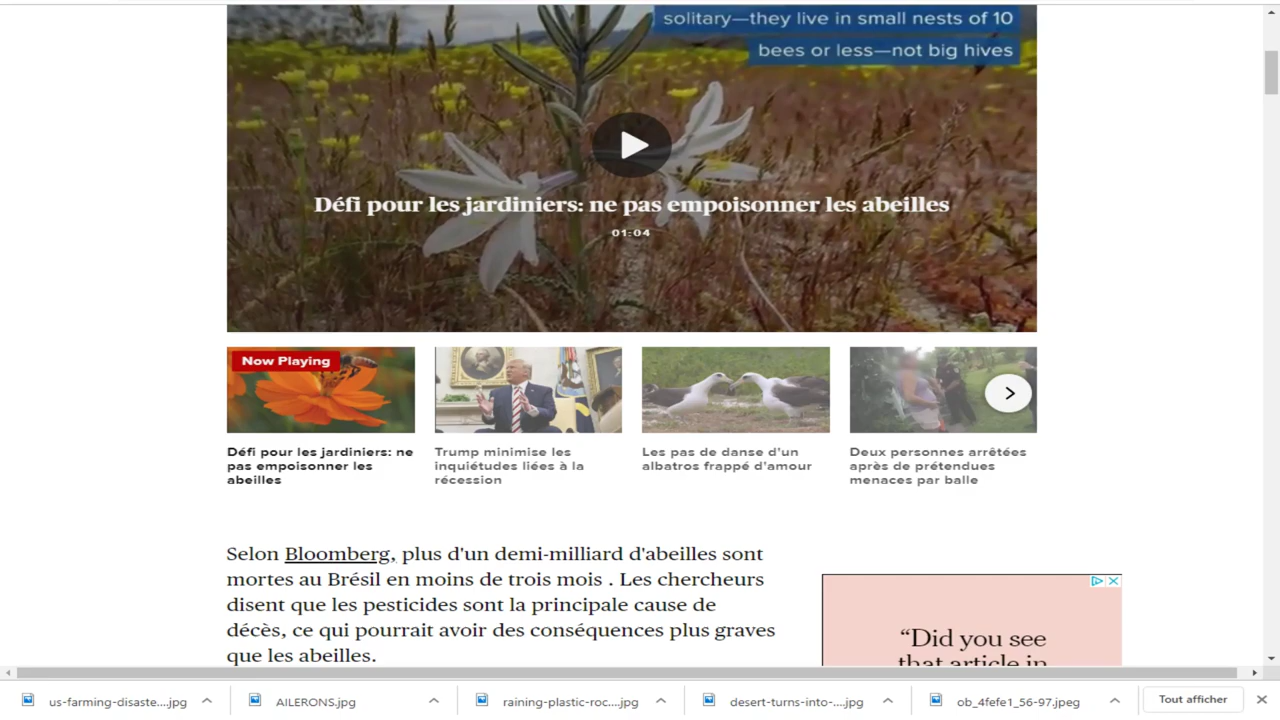 solitary—they live in small nests of 10
bees or less—not big hives
Défi pour les jardiniers: ne pas empoisonner les abeilles
01:04
Now Playing
Défi pour les jardiniers: ne
pas empoisonner les
abeilles
Trump minimise les
inquiétudes liées à la
récession
Les pas de danse d'un
albatros frappé d'amour
Deux personnes arrêtées
après de prétendues
menaces par balle
Selon Bloomberg, plus d'un demi-milliard d'abeilles sont
mortes au Brésil en moins de trois mois . Les chercheurs
disent que les pesticides sont la principale cause de
décès, ce qui pourrait avoir des conséquences plus graves
que les abeilles.
“Did you see
that article in
us-farming-disaste....jpg
AILERONS.jpg
raining-plastic-roc....jpg
desert-turns-into-....jpg
ob_4fefe1_56-97.jpeg
Tout afficher